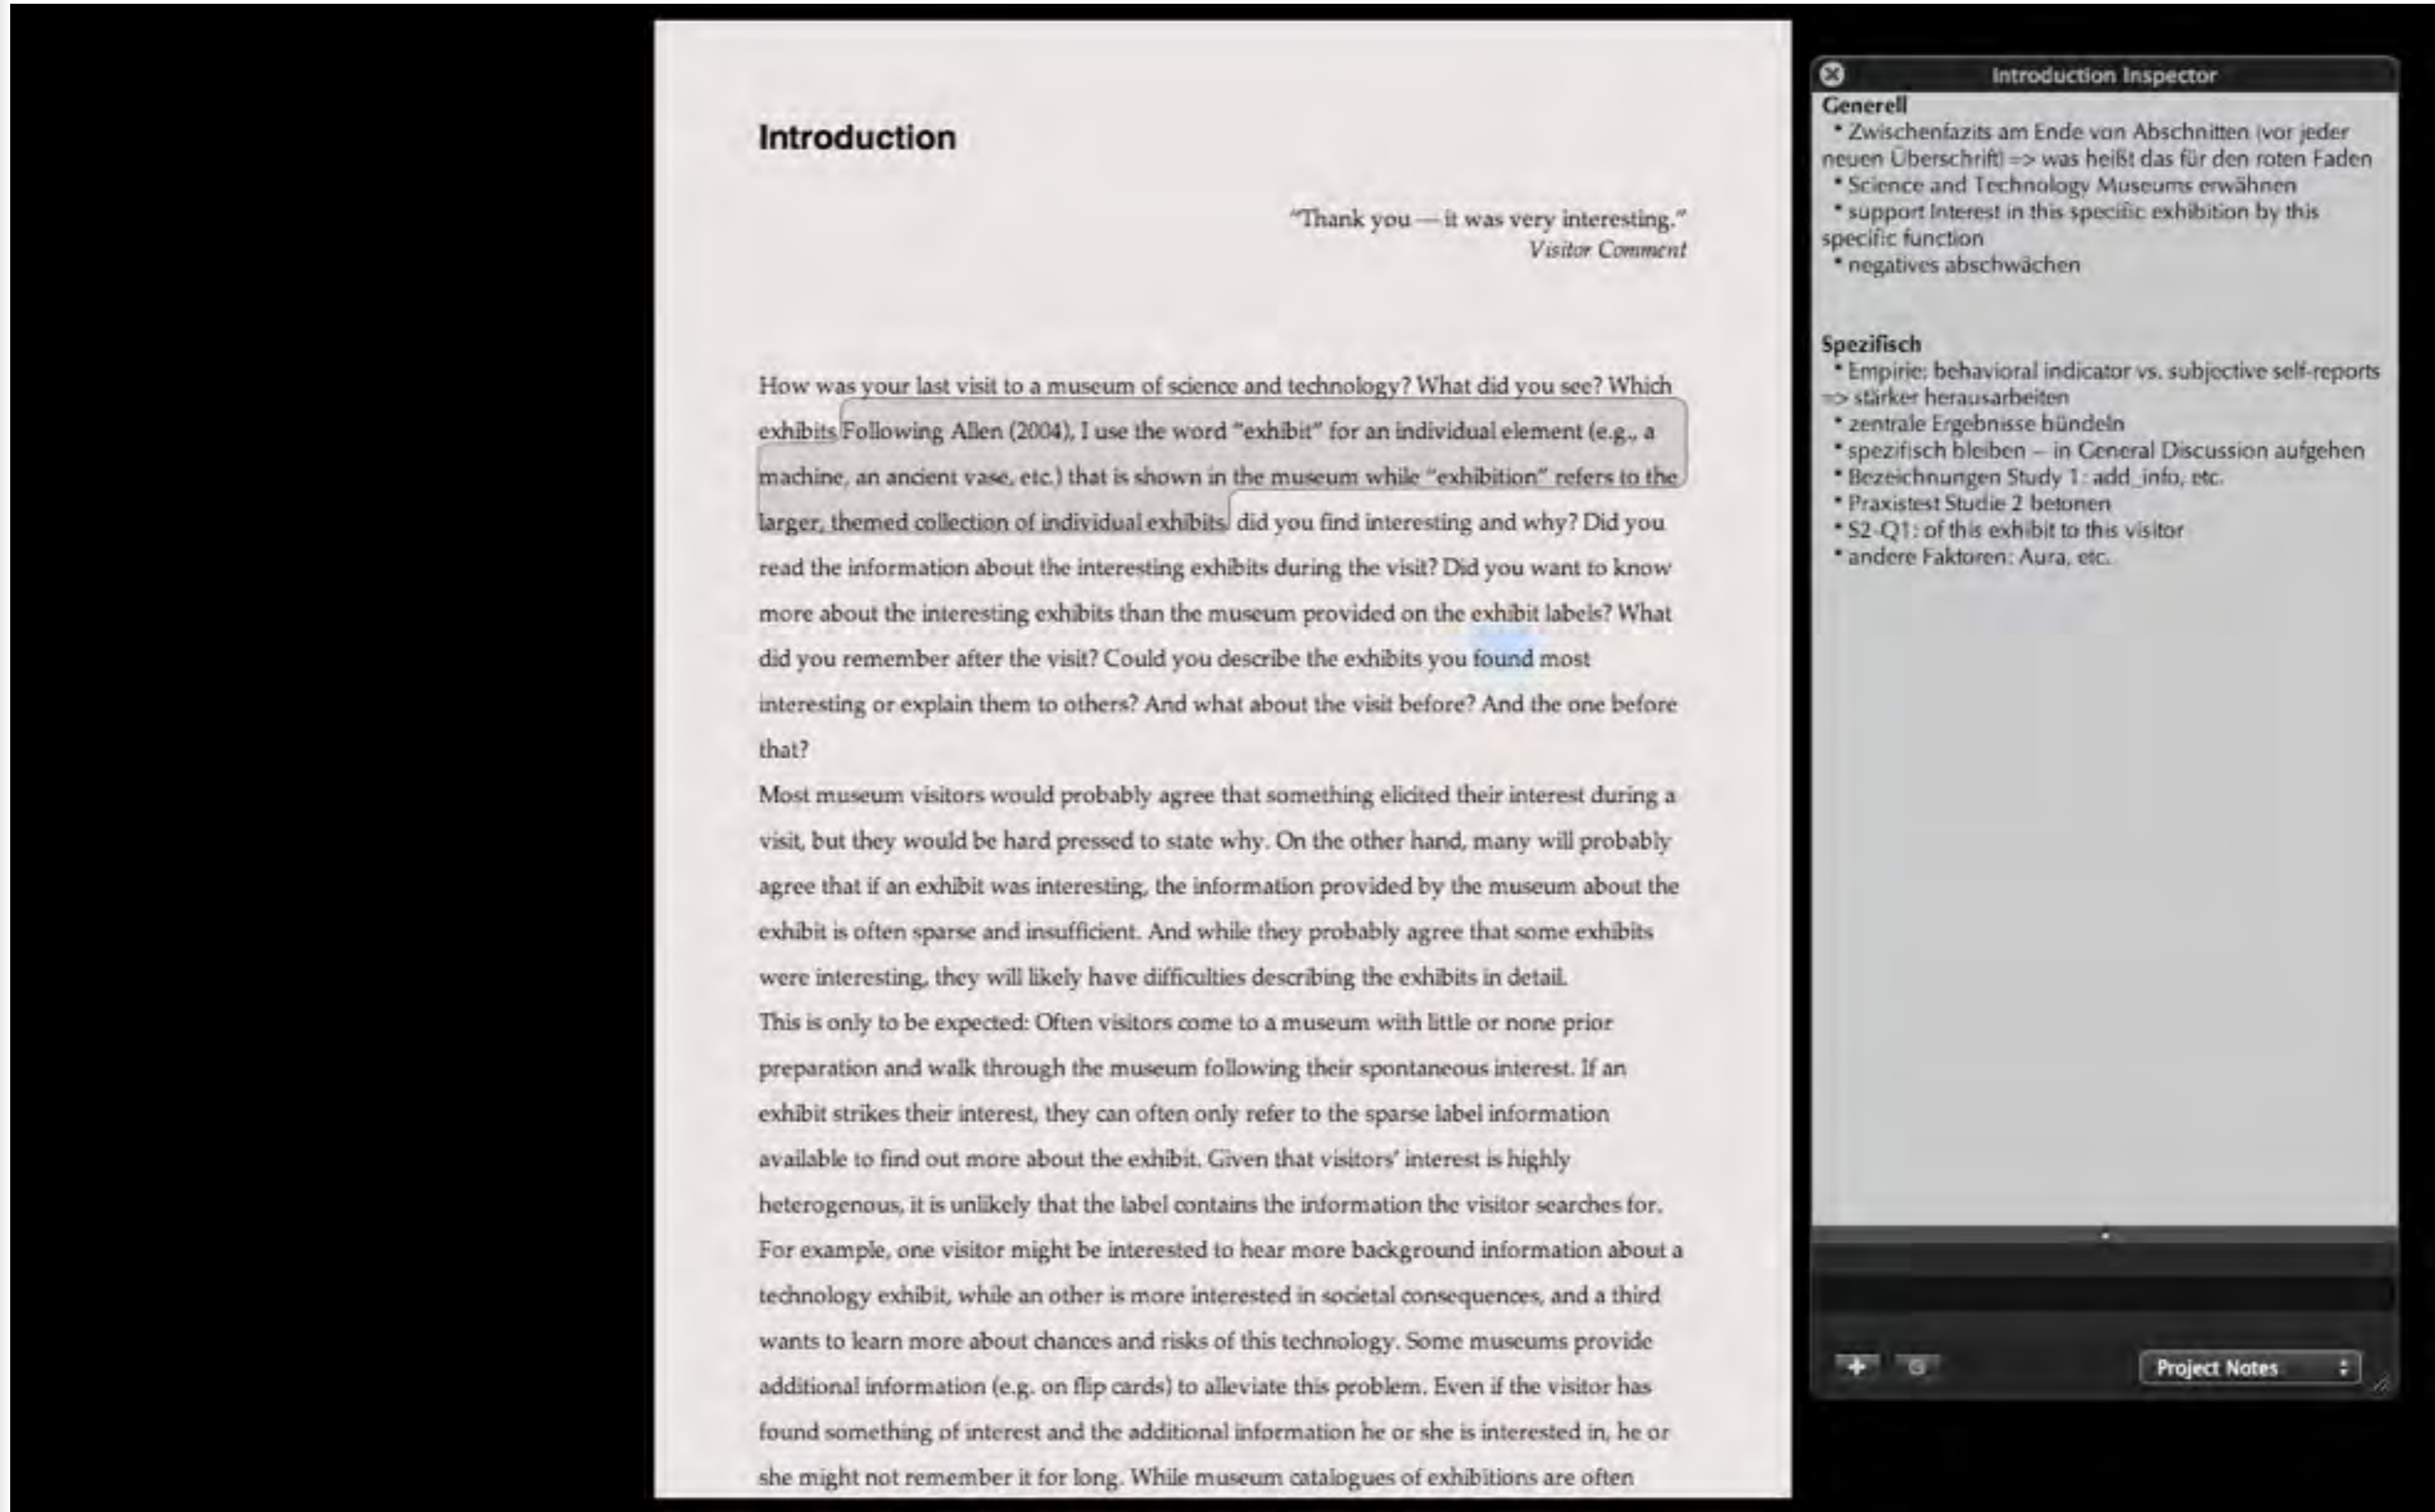 Introduction
“Thank you — it was very interesting.”
Visitor Comment
How was your last visit to a museum of science and technology? What did you see? Which
exhibits Following Allen (2004), I use the word “exhibit” for an individual element (e.g., a
machine, an ancient vase, etc.) that is shown in the museum while “exhibition” refers to the
larger, themed collection of individual exhibits. did you find interesting and why? Did you
read the information about the interesting exhibits during the visit? Did you want to know
more about the interesting exhibits than the museum provided on the exhibit labels? What
did you remember after the visit? Could you describe the exhibits you found most
interesting or explain them to others? And what about the visit before? And the one before
that?
Most museum visitors would probably agree that something elicited their interest during a
visit, but they would be hard pressed to state why. On the other hand, many will probably
agree that if an exhibit was interesting, the information provided by the museum about the
exhibit is often sparse and insufficient. And while they probably agree that some exhibits
were interesting, they will likely have difficulties describing the exhibits in detail.
This is only to be expected: Often visitors come to a museum with little or none prior
preparation and walk through the museum following their spontaneous interest. If an
exhibit strikes their interest, they can often only refer to the sparse label information
available to find out more about the exhibit. Given that visitors’ interest is highly
heterogenous, it is unlikely that the label contains the information the visitor searches for.
For example, one visitor might be interested to hear more background information about a
technology exhibit, while an other is more interested in societal consequences, and a third
wants to learn more about chances and risks of this technology. Some museums provide
additional information (e.g. on flip cards) to alleviate this problem. Even if the visitor has
found something of interest and the additional information he or she is interested in, he or
she might not remember it for long. While museum catalogues of exhibitions are often
Introduction Inspector
Generell
* Zwischenfazits am Ende von Abschnitten (vor jeder
neuen Überschrift) => was heißt das für den roten Faden
* Science and Technology Museums erwähnen
* support Interest in this specific exhibition by this
specific function
* negatives abschwächen
Spezifisch
* Empirie: behavioral indicator vs. subjective self-reports
=> stärker herausarbeiten
* zentrale Ergebnisse bündeln
* spezifisch bleiben – in General Discussion aufgehen
* Bezeichnungen Study 1: add_info, etc.
* Praxistest Studie 2 betonen
* S2-Q1: of this exhibit to this visitor
* andere Faktoren: Aura, etc.
Project Notes